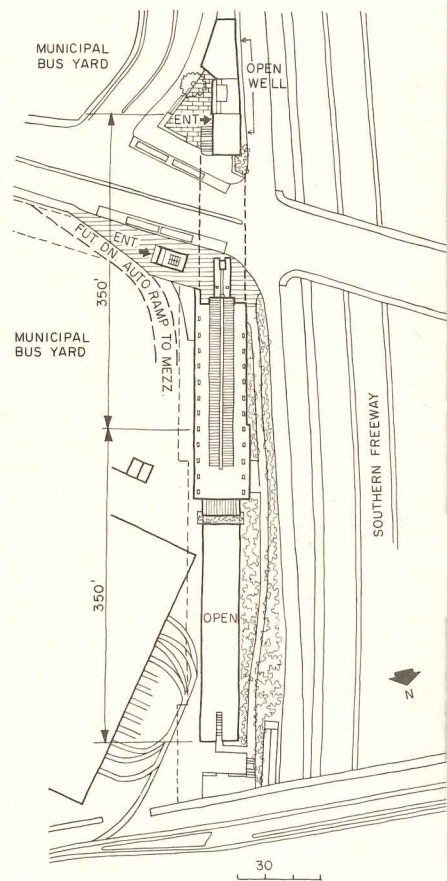 MUNICIPAL
BUS YARD
OPEN
WELL
ENT.
ENT.
FUT. DN. AUTO RAMP TO MEZZ.
350'
MUNICIPAL
BUS YARD
SOUTHERN FREEWAY
350'
OPEN
N
30